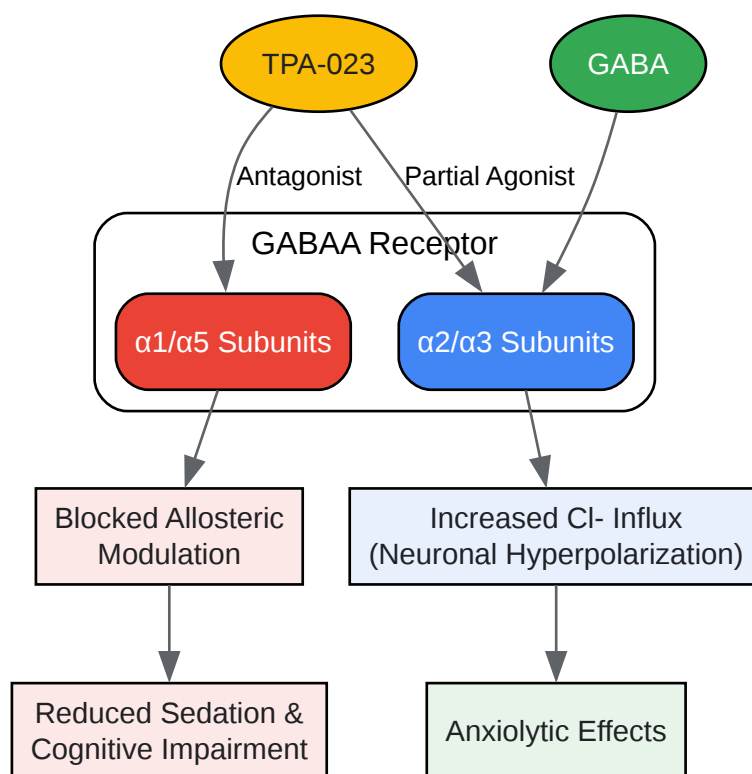 TPA-023
GABA
Antagonist
Partial Agonist
GABAA Receptor
α1/α5 Subunits
α2/α3 Subunits
Blocked Allosteric
Modulation
Increased Cl- Influx
(Neuronal Hyperpolarization)
Reduced Sedation &
Cognitive Impairment
Anxiolytic Effects